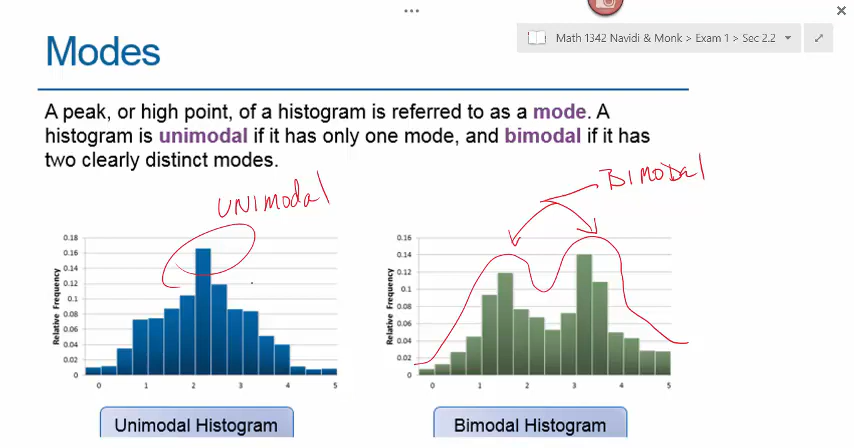 Math 1342 Navidi & Monk > Exam 1 > Sec 2.2
Modes
A peak, or high point, of a histogram is referred to as a mode. A
histogram is unimodal if it has only one mode, and bimodal if it has
two clearly distinct modes.
UNIMOdal
BIMODal
Relative Frequency
0.18
0.16
0.14
0.12
0.1
0.08
0.06
0.04
0.02
0
0 1 2 3 4 5
Unimodal Histogram
Relative Frequency
0.16
0.14
0.12
0.10
0.08
0.06
0.04
0.02
0.00
0 1 2 3 4 5
Bimodal Histogram